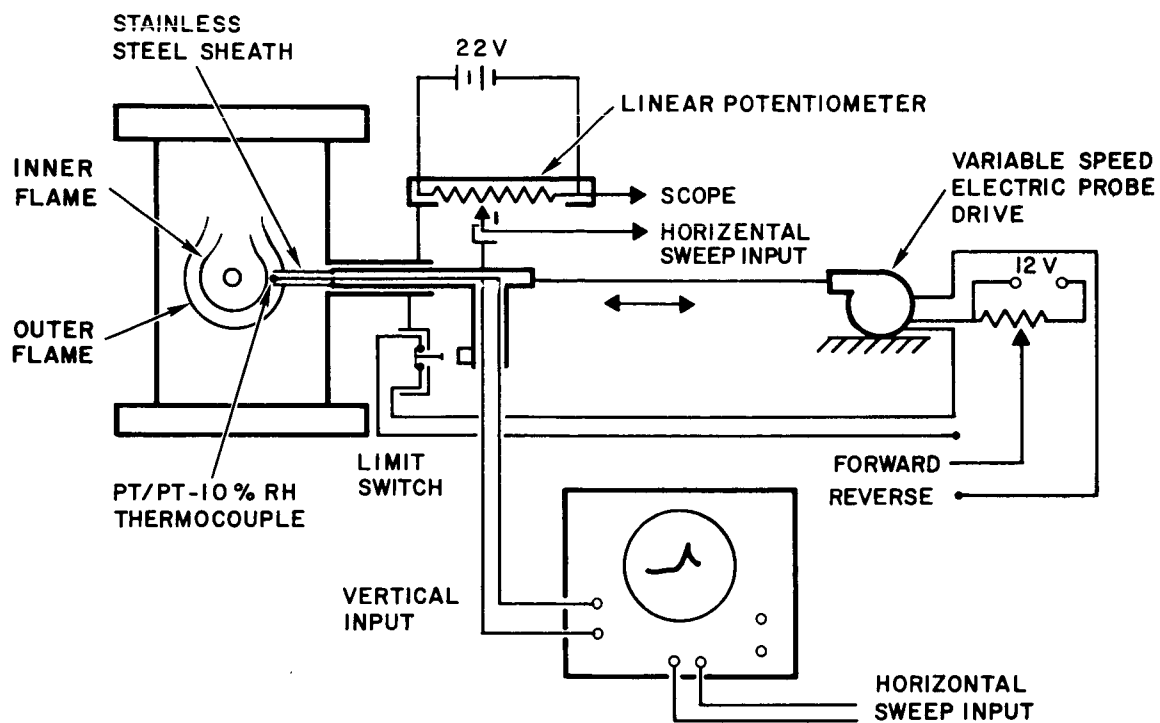 STAINLESS
STEEL SHEATH
22 V
LINEAR POTENTIOMETER
INNER
FLAME
SCOPE
VARIABLE SPEED
ELECTRIC PROBE
DRIVE
HORIZENTAL
SWEEP INPUT
12 V
OUTER
FLAME
LIMIT
SWITCH
FORWARD
REVERSE
PT/PT-10% RH
THERMOCOUPLE
VERTICAL
INPUT
HORIZONTAL
SWEEP INPUT